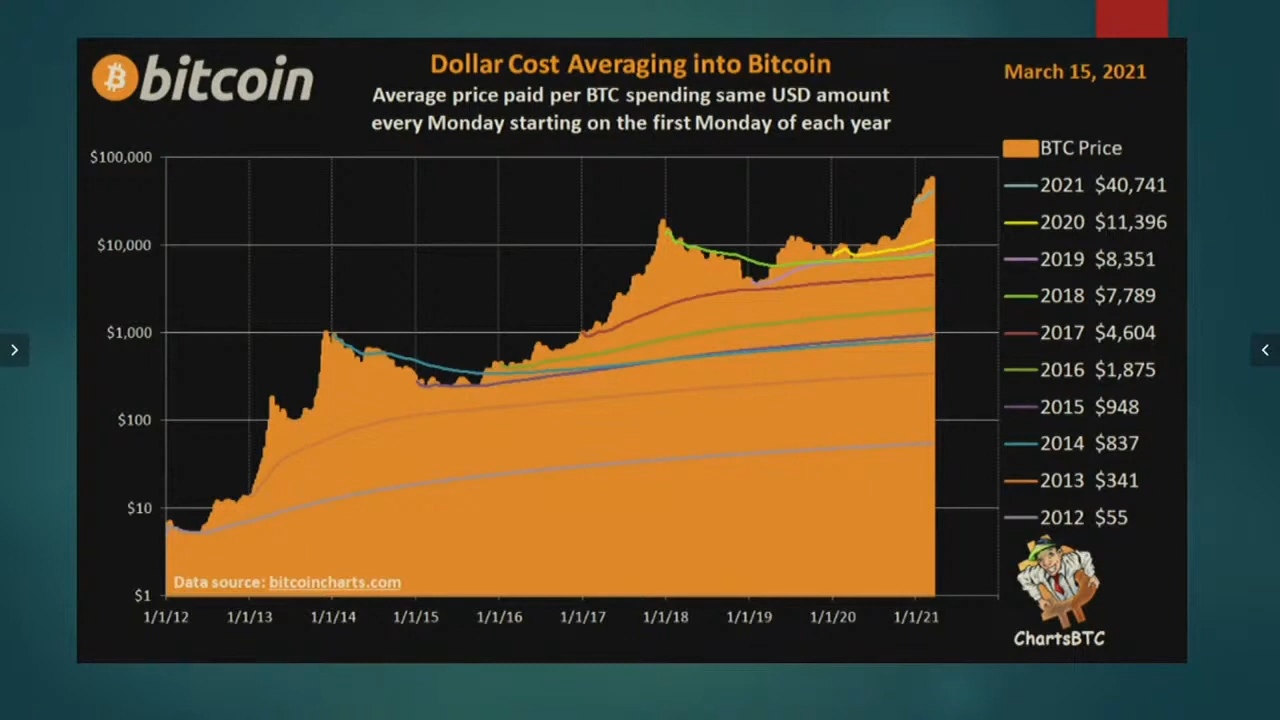 bitcoin
Dollar Cost Averaging into Bitcoin
Average price paid per BTC spending same USD amount
every Monday starting on the first Monday of each year
March 15, 2021
BTC Price
2021 $40,741
2020 $11,396
2019 $8,351
2018 $7,789
2017 $4,604
2016 $1,875
2015 $948
2014 $837
2013 $341
2012 $55
$100,000
$10,000
$1,000
$100
$10
$1
Data source: bitcoincharts.com
1/1/12 1/1/13 1/1/14 1/1/15 1/1/16 1/1/17 1/1/18 1/1/19 1/1/20 1/1/21
ChartsBTC